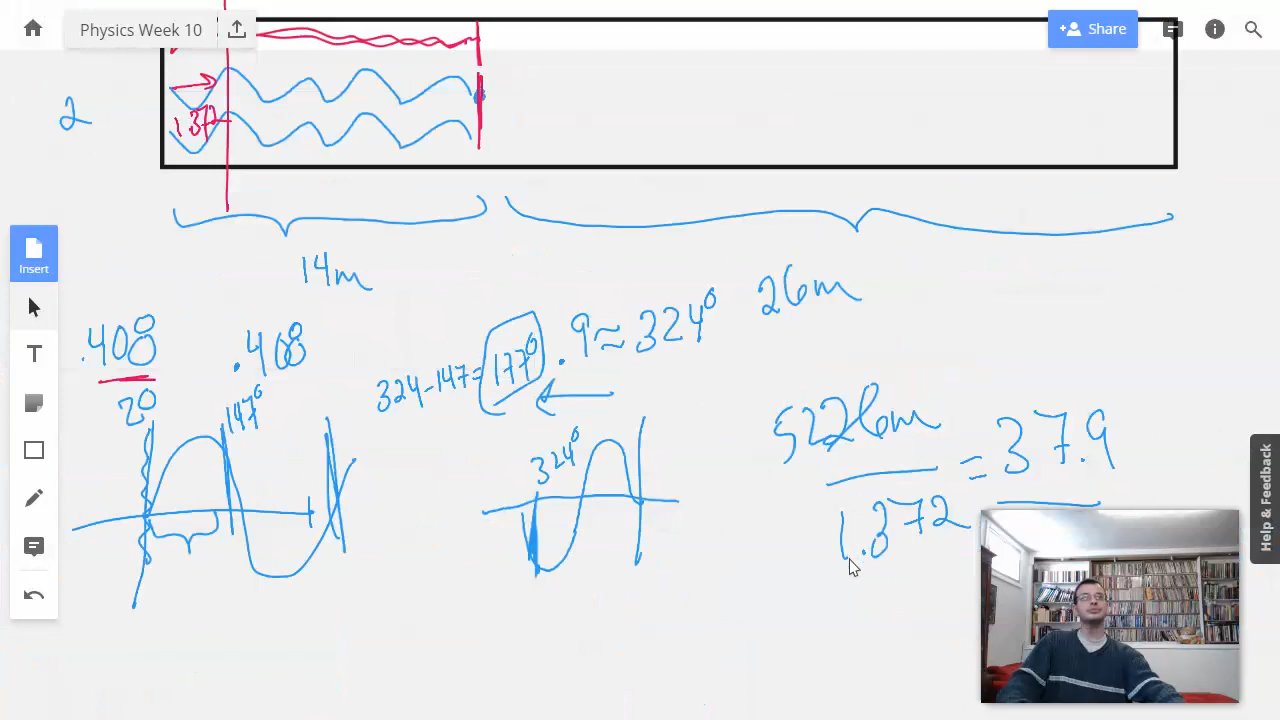 Physics Week 10
Share
2
1.372
14m
26m
Insert
.408
.408
324-147=177°
.9≈324°
2°
147°
324°
5226m
1.372
=37.9
Help & Feedback